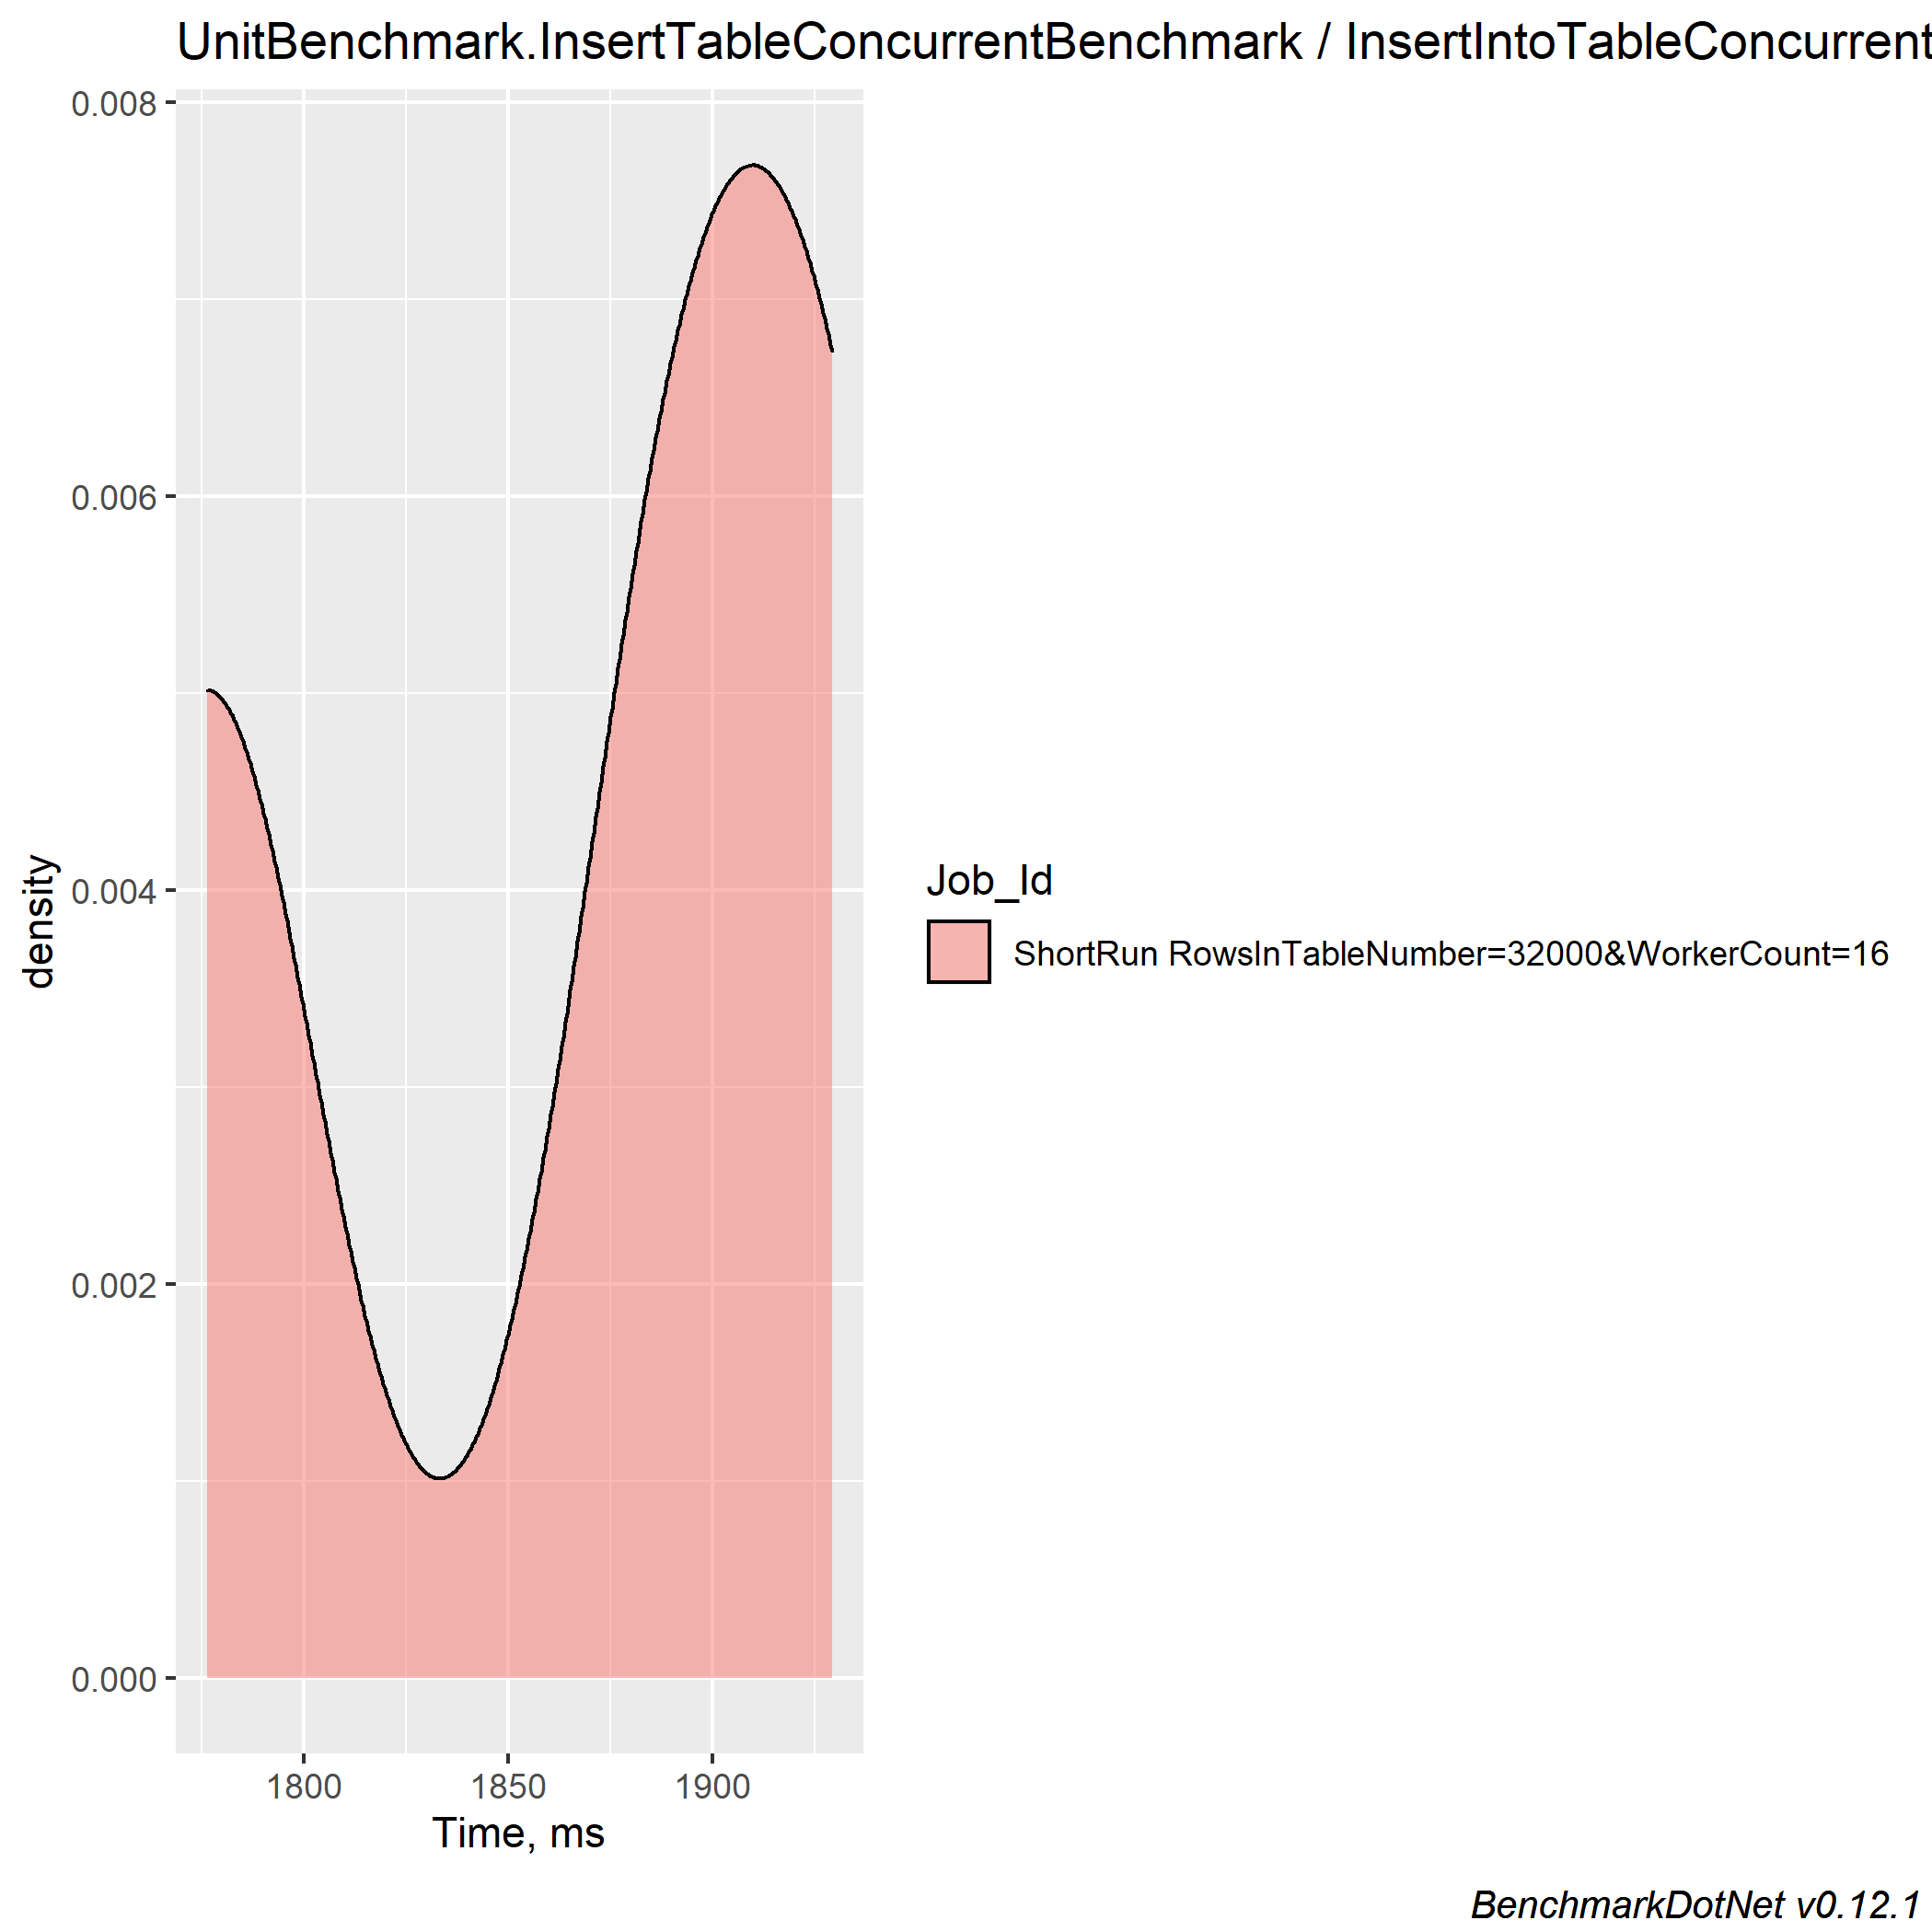 UnitBenchmark.InsertTableConcurrentBenchmark / InsertIntoTableConcurrent
0.008
0.006
0.004
0.002
0.000
density
1800 1850 1900
Time, ms
Job_Id
ShortRun RowsInTableNumber=32000&WorkerCount=16
BenchmarkDotNet v0.12.1